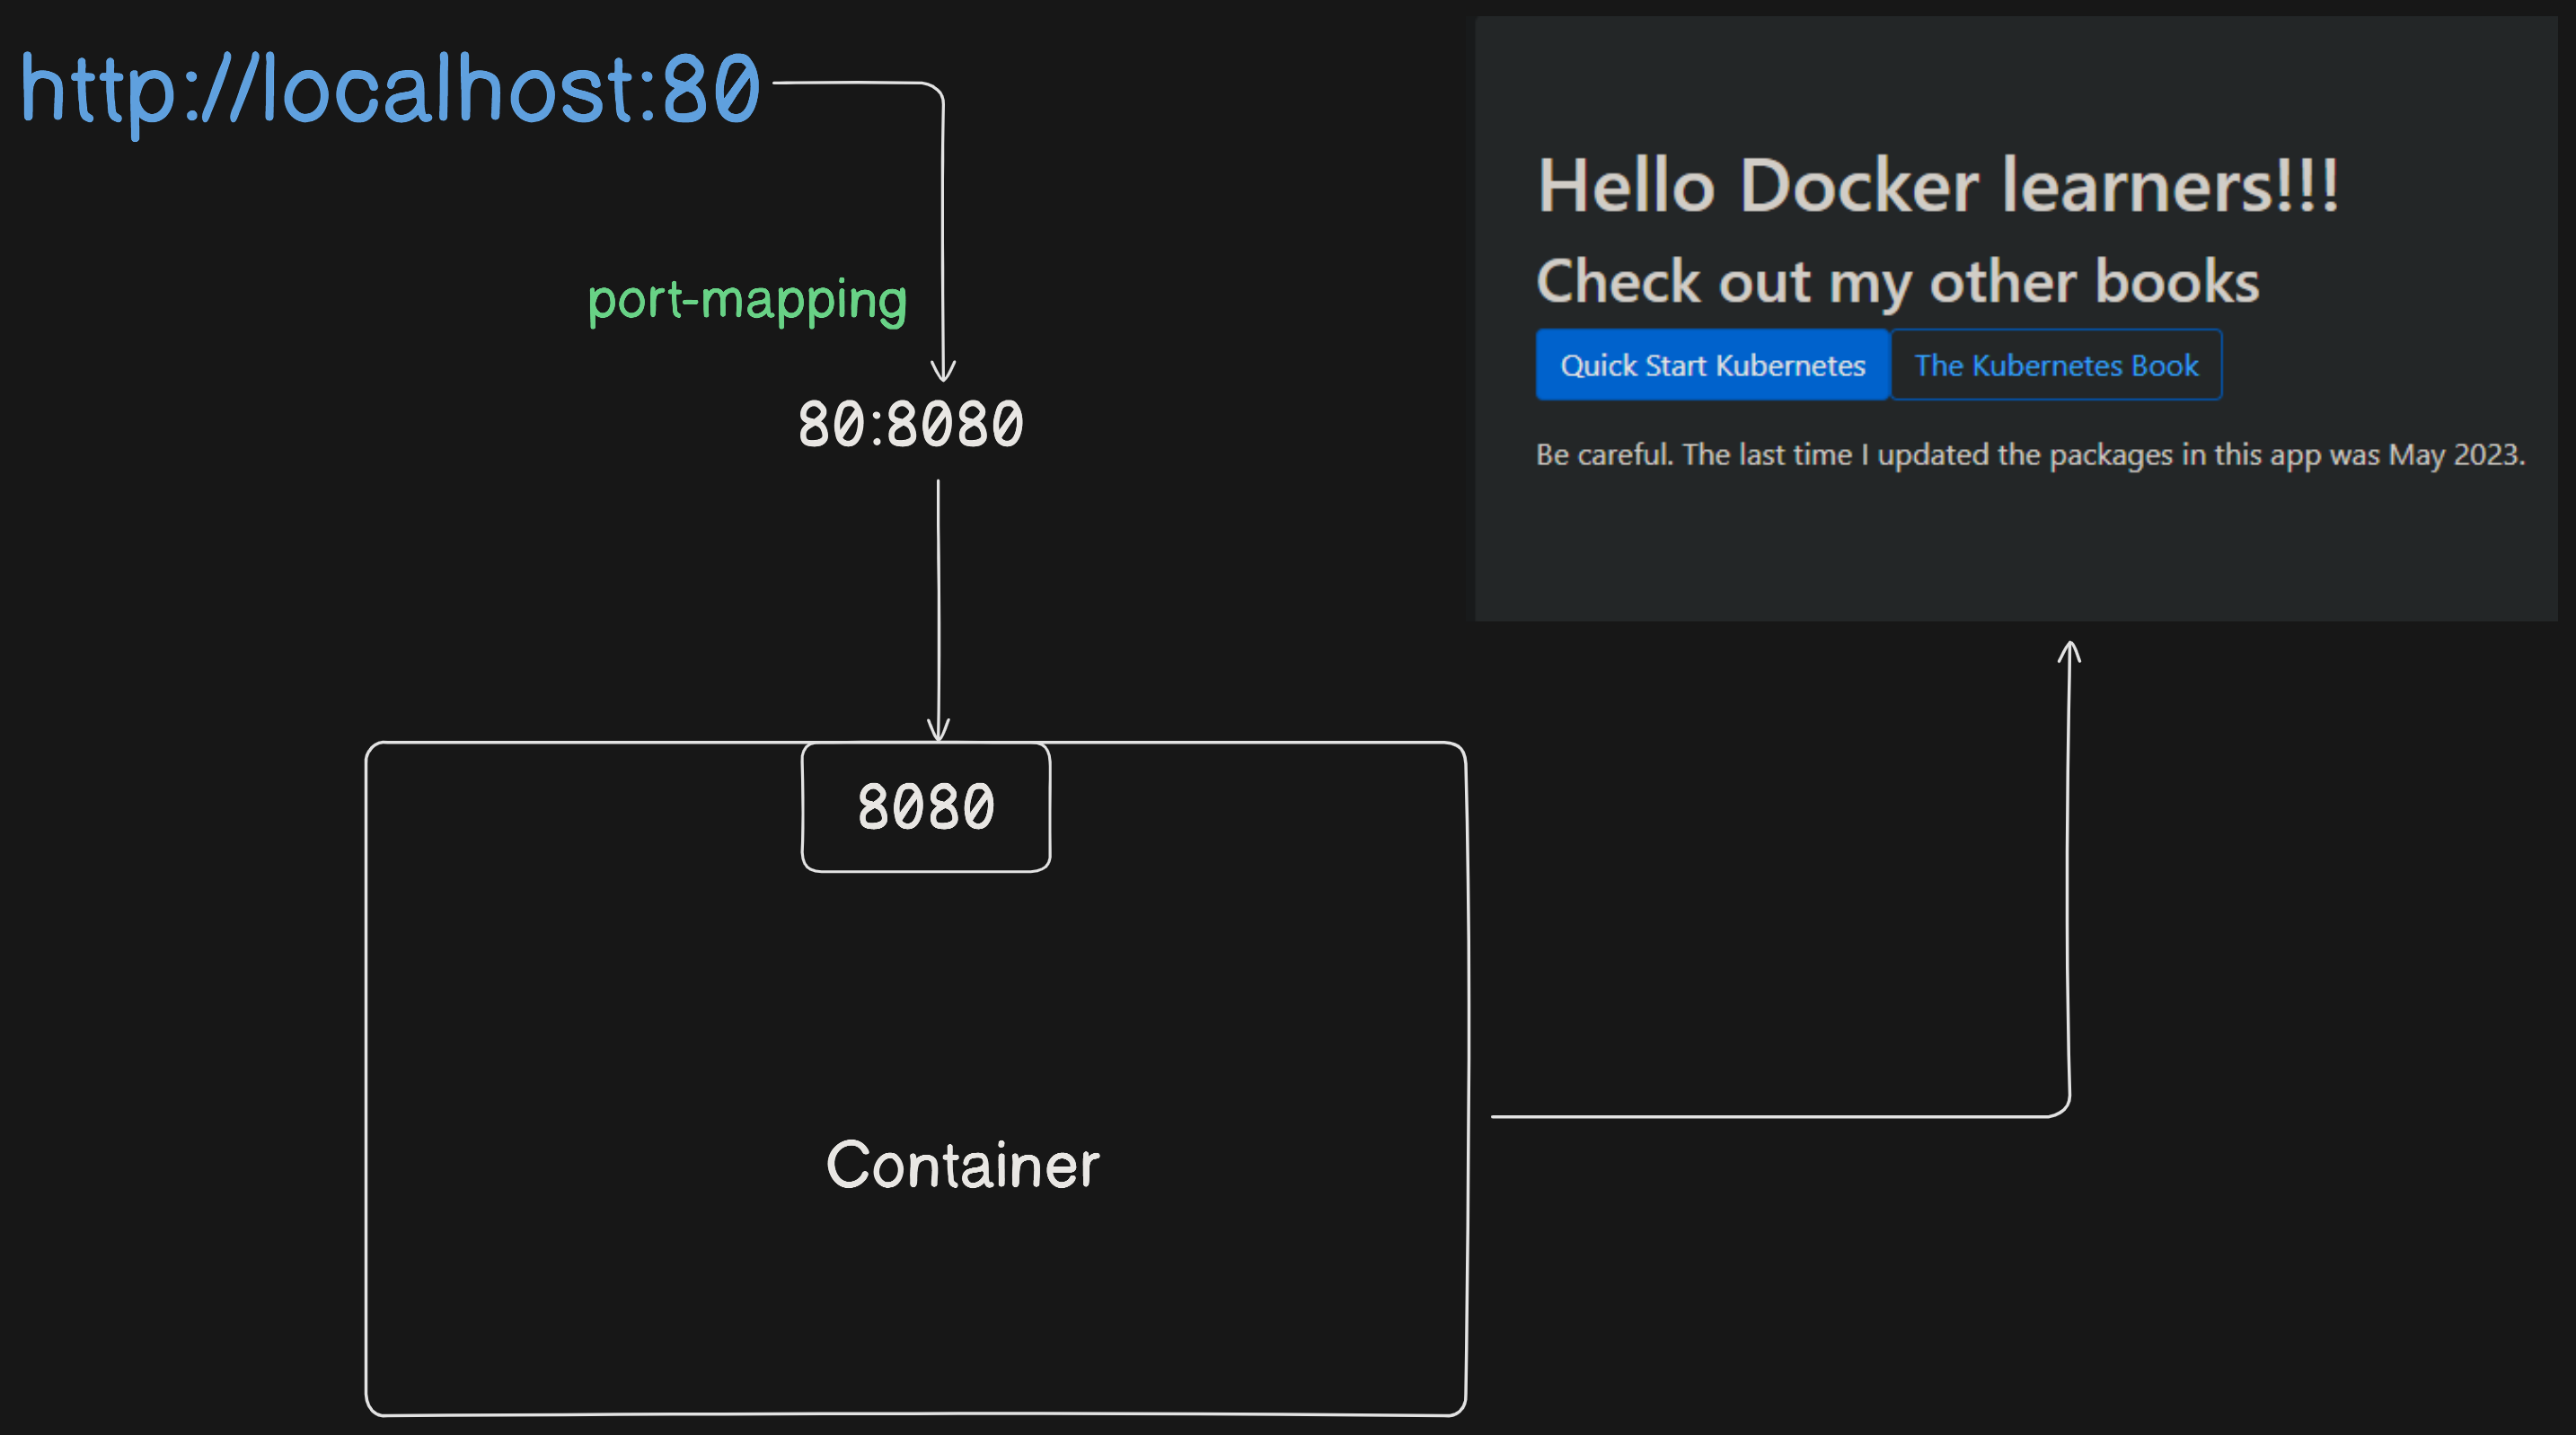 http://localhost:80
port-mapping
80:8080
8080
Container
Hello Docker learners!!!
Check out my other books
Quick Start Kubernetes The Kubernetes Book
Be careful. The last time I updated the packages in this app was May 2023.